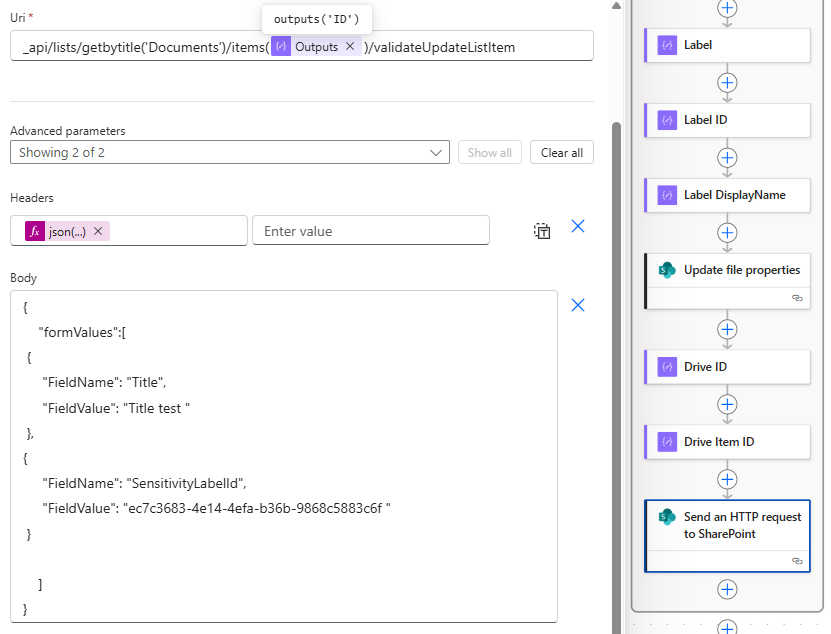 Uri *
outputs('ID')
_api/lists/getbytitle('Documents')/items( Outputs )/validateUpdateListItem
Advanced parameters
Showing 2 of 2
Show all
Clear all
Headers
fx json(...)
Enter value
Body
{
"formValues":[
{
"FieldName": "Title",
"FieldValue": "Title test "
},
{
"FieldName": "SensitivityLabelId",
"FieldValue": "ec7c3683-4e14-4efa-b36b-9868c5883c6f "
}
]
}
Label
Label ID
Label DisplayName
Update file properties
Drive ID
Drive Item ID
Send an HTTP request
to SharePoint